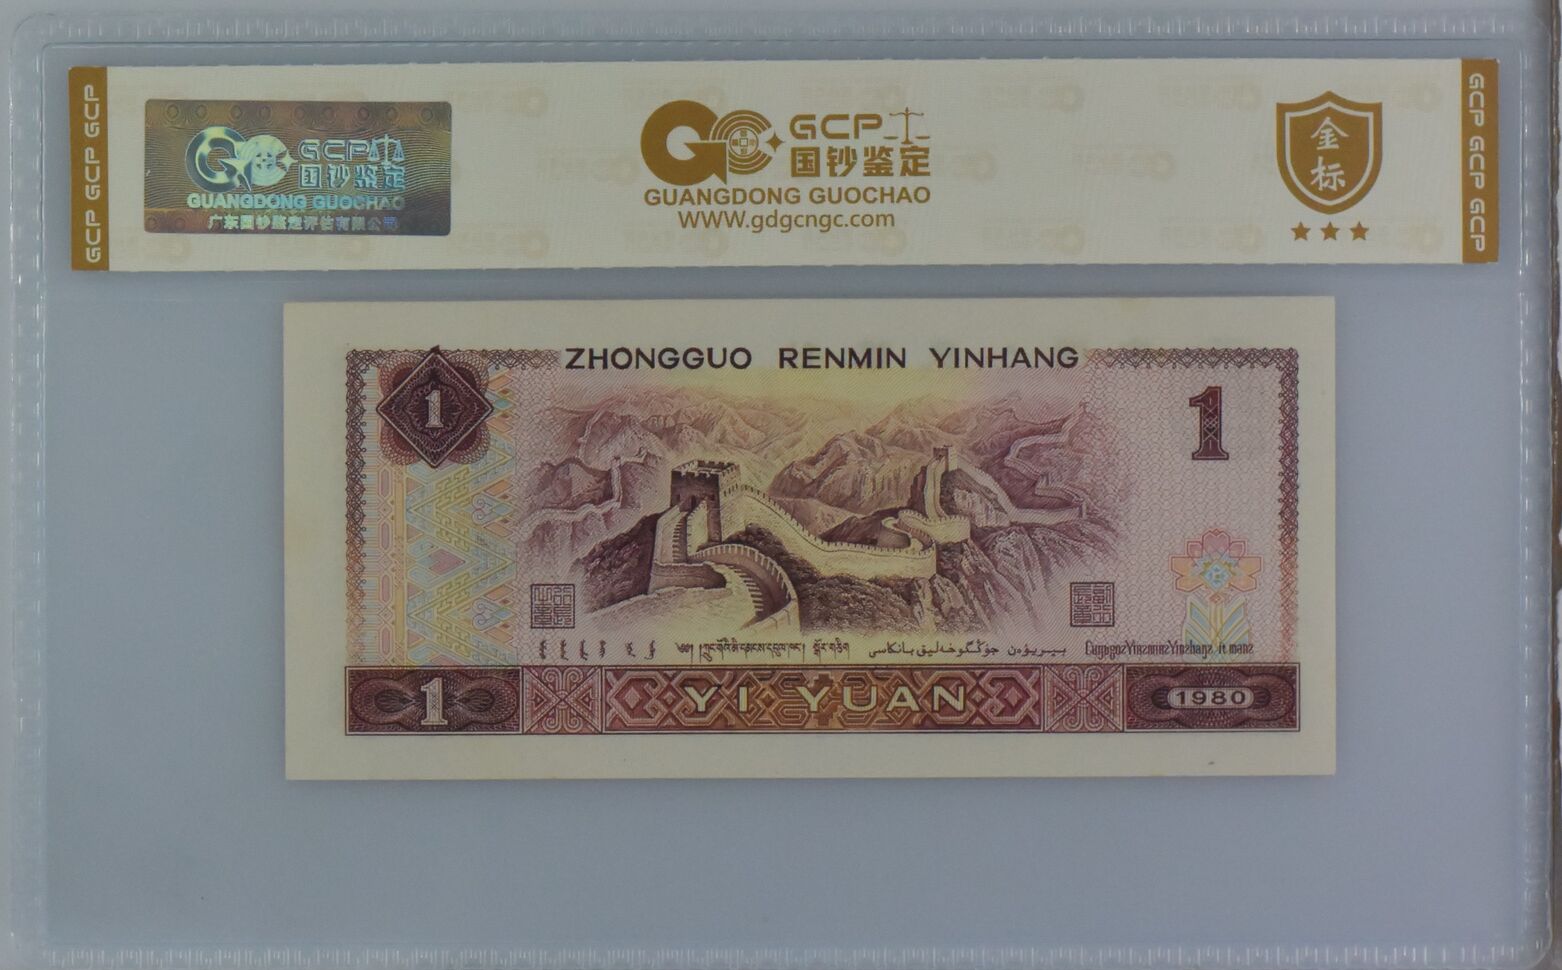 GCP GCP GCP
GCP
国钞鉴定
GUANGDONG GUOCHAO
广东国钞鉴定评估有限公司
GCP
国钞鉴定
GUANGDONG GUOCHAO
WWW.gdgcngc.com
金标
GCP GCP GCP
ZHONGGUO RENMIN YINHANG
1
1
1
YI YUAN
1980